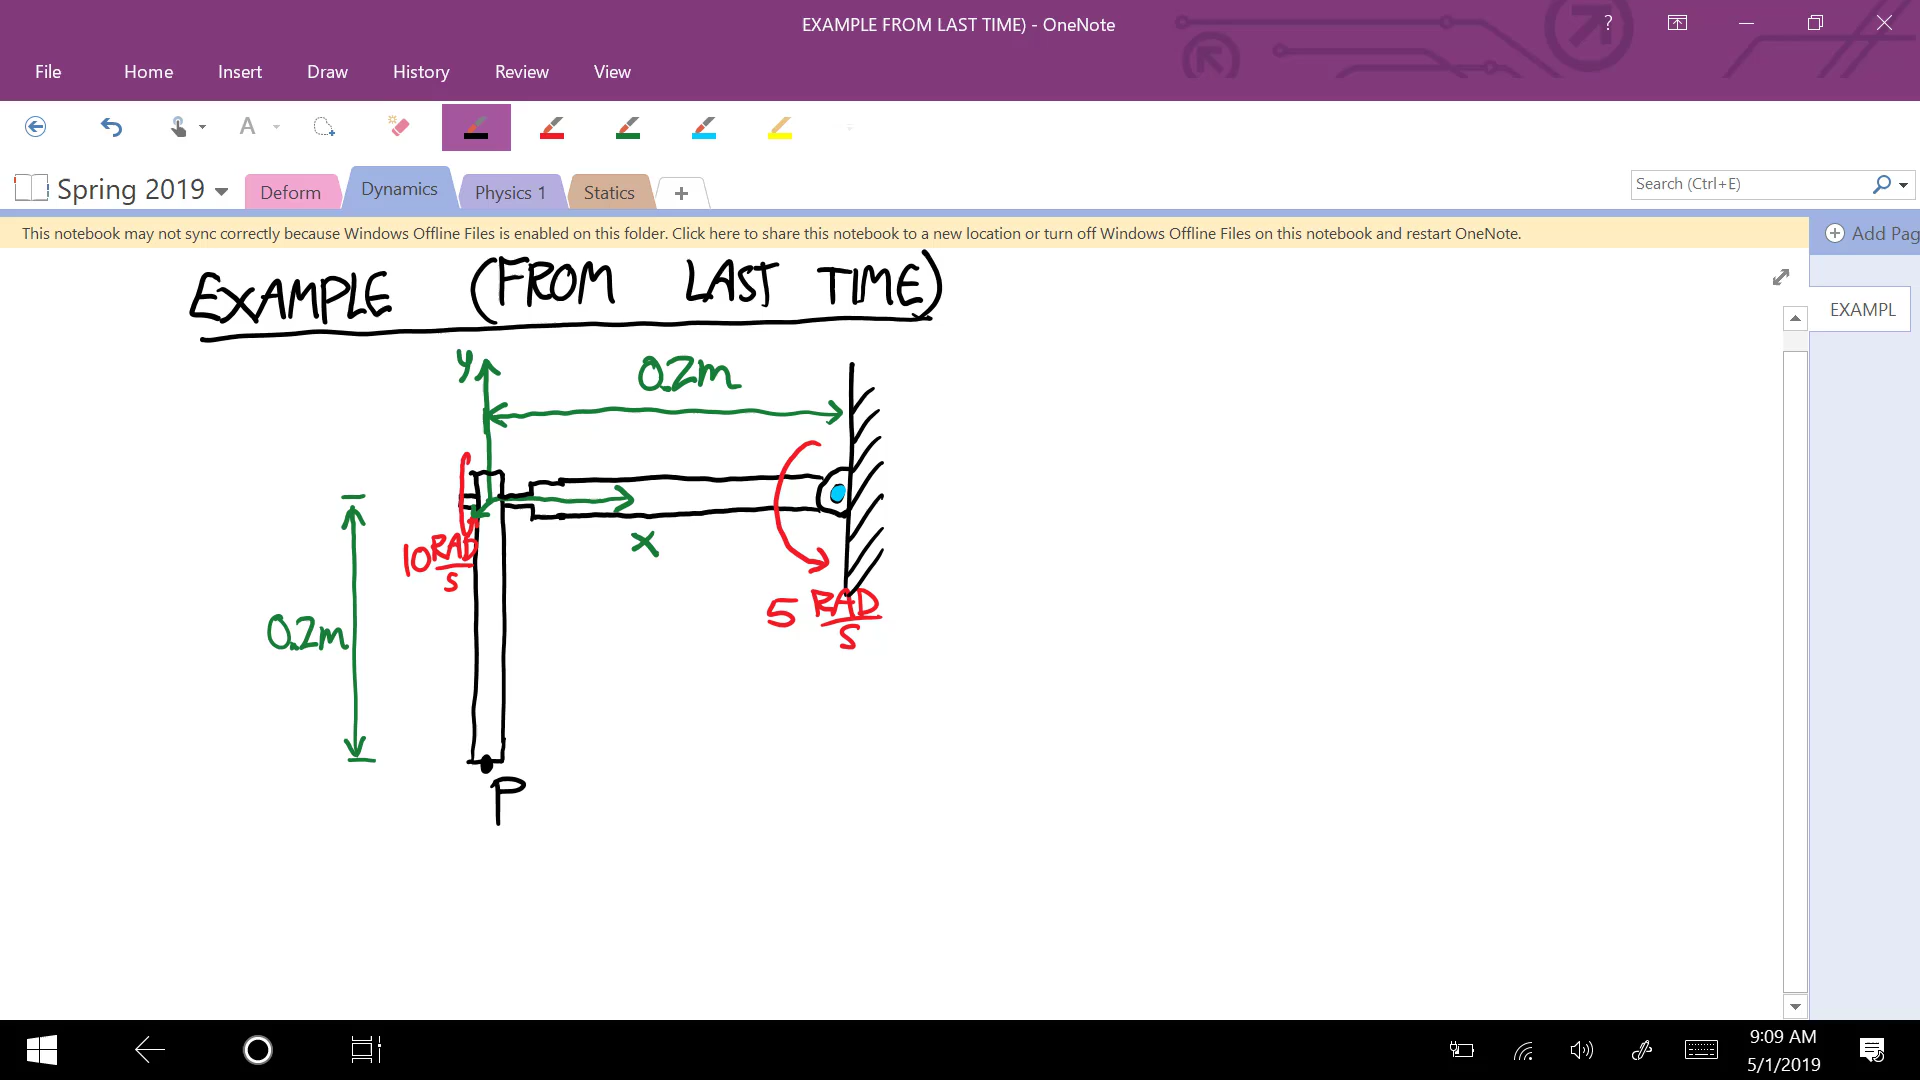 EXAMPLE FROM LAST TIME) - OneNote
?
File Home Insert Draw History Review View
A
Spring 2019 Deform Dynamics Physics 1 Statics +
Search (Ctrl+E)
This notebook may not sync correctly because Windows Offline Files is enabled on this folder. Click here to share this notebook to a new location or turn off Windows Offline Files on this notebook and restart OneNote.
Add Pag
EXAMPL
EXAMPLE (FROM LAST TIME)
y
0.2m
x
10 RAD/S
5 RAD/S
0.2m
P
9:09 AM
5/1/2019